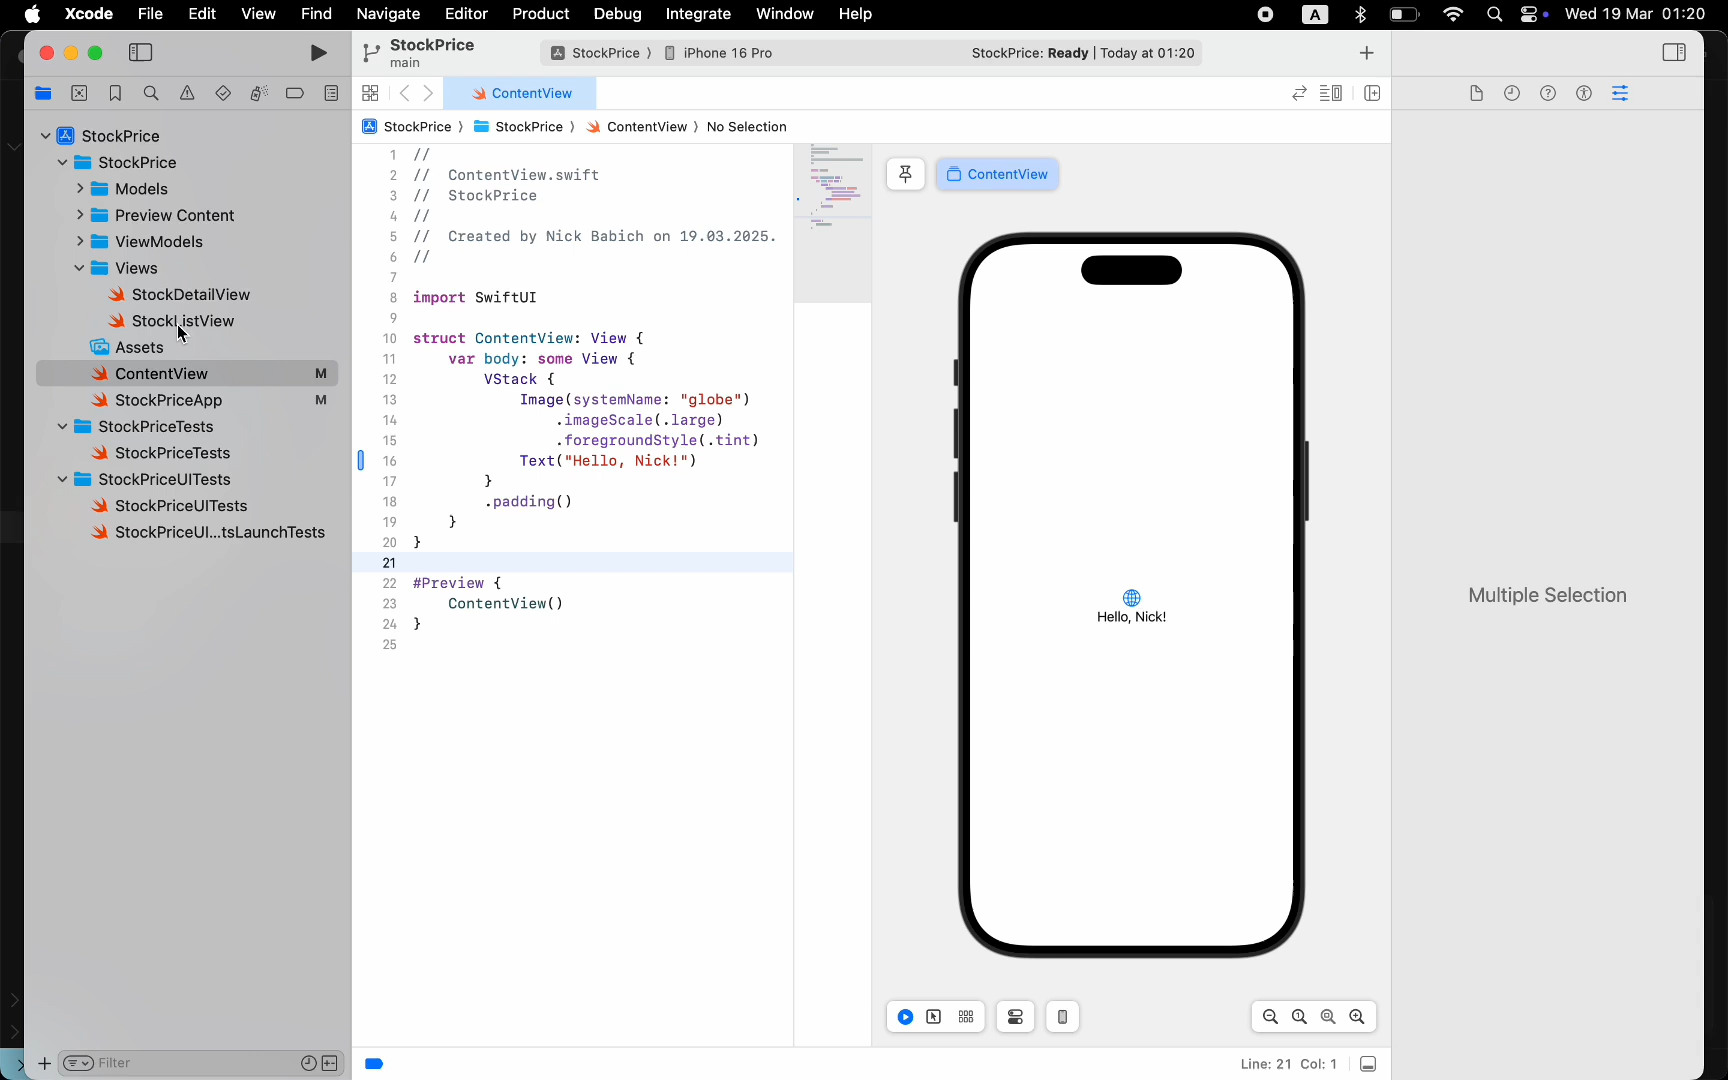 Xcode File Edit View Find Navigate Editor Product Debug Integrate Window Help
A
Wed 19 Mar 01:20
StockPrice
main
StockPrice iPhone 16 Pro
StockPrice: Ready | Today at 01:20
ContentView
StockPrice StockPrice ContentView No Selection
StockPrice
StockPrice
Models
Preview Content
ViewModels
Views
StockDetailView
StockListView
Assets
ContentView M
StockPriceApp M
StockPriceTests
StockPriceTests
StockPriceUITests
StockPriceUITests
StockPriceUI...tsLaunchTests
Filter
1 //
2 // ContentView.swift
3 // StockPrice
4 //
5 // Created by Nick Babich on 19.03.2025.
6 //
7
8 import SwiftUI
9
10 struct ContentView: View {
11 var body: some View {
12 VStack {
13 Image(systemName: "globe")
14 .imageScale(.large)
15 .foregroundStyle(.tint)
16 Text("Hello, Nick!")
17 }
18 .padding()
19 }
20 }
21
22 #Preview {
23 ContentView()
24 }
25
ContentView
Hello, Nick!
Multiple Selection
Line: 21 Col: 1